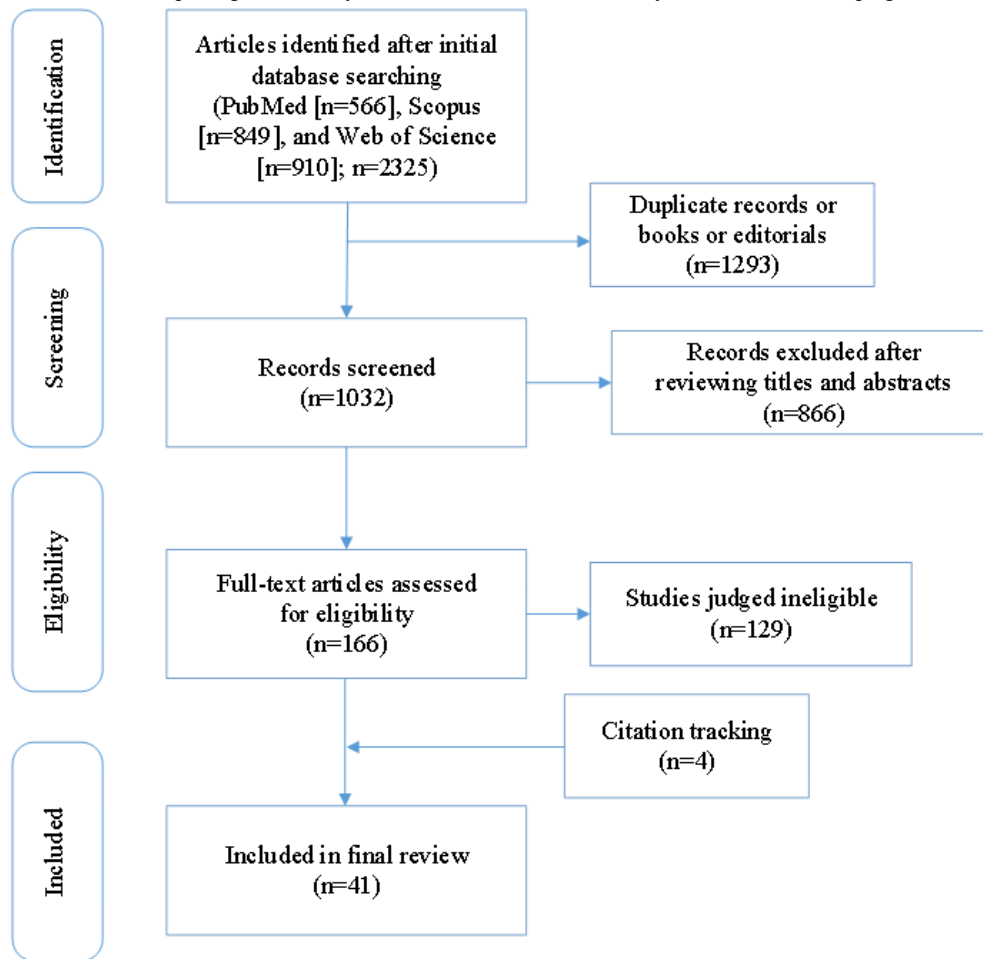 Identification
Articles identified after initial
database searching
(PubMed [n=566], Scopus
[n=849], and Web of Science
[n=910]; n=2325)
Duplicate records or
books or editorials
(n=1293)
Screening
Records screened
(n=1032)
Records excluded after
reviewing titles and abstracts
(n=866)
Eligibility
Full-text articles assessed
for eligibility
(n=166)
Studies judged ineligible
(n=129)
Citation tracking
(n=4)
Included
Included in final review
(n=41)